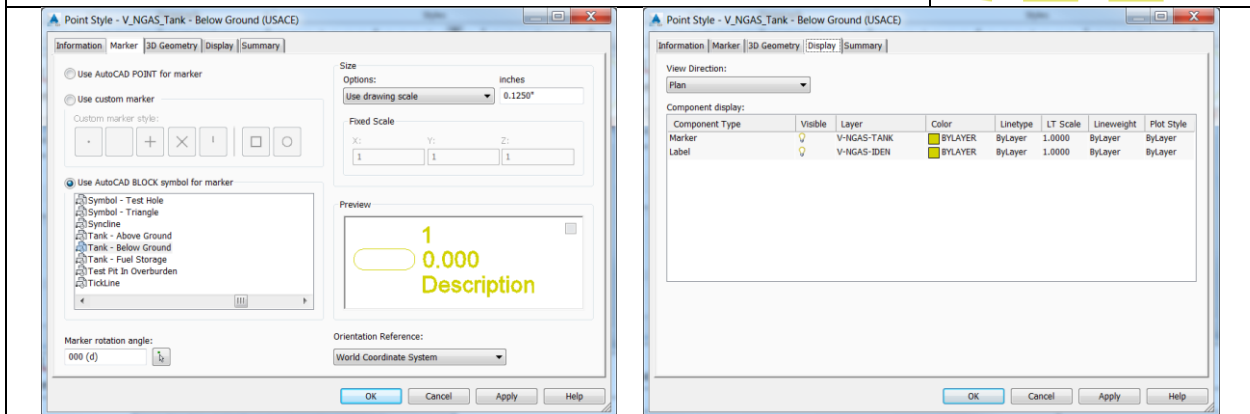 Point Style - V_NGAS_Tank - Below Ground (USACE)
Information Marker 3D Geometry Display Summary
Use AutoCAD POINT for marker
Use custom marker
Custom marker style:
Use AutoCAD BLOCK symbol for marker
Symbol - Test Hole
Symbol - Triangle
Syncline
Tank - Above Ground
Tank - Below Ground
Tank - Fuel Storage
Test Pit In Overburden
TickLine
Marker rotation angle:
000 (d)
Size
Options: inches
Use drawing scale 0.1250"
Fixed Scale
X: Y: Z:
1 1 1
Preview
1
0.000
Description
Orientation Reference:
World Coordinate System
OK Cancel Apply Help
Point Style - V_NGAS_Tank - Below Ground (USACE)
Information Marker 3D Geometry Display Summary
View Direction:
Plan
Component display:
Component Type Visible Layer Color Linetype LT Scale Lineweight Plot Style
Marker V-NGAS-TANK BYLAYER ByLayer 1.0000 ByLayer ByLayer
Label V-NGAS-IDEN BYLAYER ByLayer 1.0000 ByLayer ByLayer
OK Cancel Apply Help